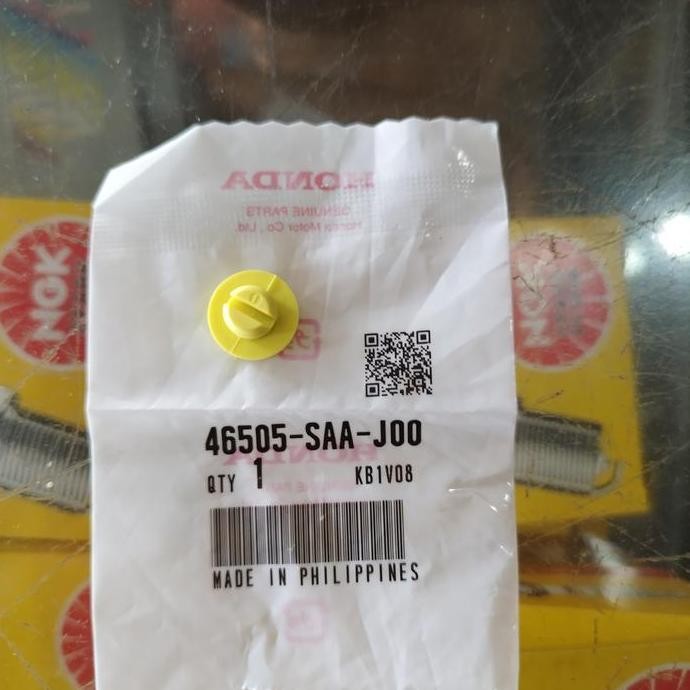 HONDA
GENUINE PARTS
Honda Motor Co., Ltd.
NGK
NGK
46505-SAA-J00
QTY 1 KB1V08
MADE IN PHILIPPINES